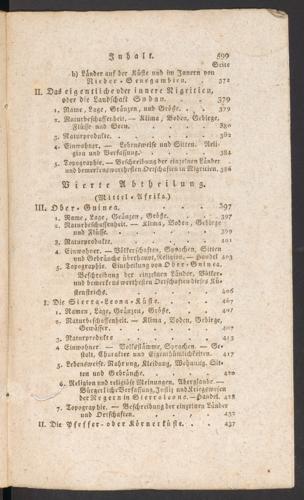 Inhalt. 599
Seite
b) Länder auf der Küste und im Innern von
Nieder-Senegambien. 372
II. Das eigentliche oder innere Nigritien,
oder die Landschaft Sudan. 379
1. Name, Lage, Gränzen, und Größe. 379
2. Naturbeschaffenheit. — Klima, Boden, Gebirge,
Flüsse und Seen. 380
3. Naturprodukte. 382
4. Einwohner. — Lebensweise und Sitten. Reli-
gion und Verfassung. 384
5. Topographie. — Beschreibung der einzelnen Länder
und bemerkenswerthesten Ortschaften in Nigritien. 386
Vierte Abtheilung.
(Mittel-Afrika.)
III. Ober-Guinea. 397
1. Name, Lage, Gränzen, Größe. 397
2. Naturbeschaffenheit. — Klima, Boden, Gebirge
und Flüsse. 399
3. Naturprodukte. 401
4. Einwohner. — Völkerschaften, Sprachen, Sitten
und Gebräuche überhaupt, Religion. — Handel 403
5. Topographie. Eintheilung von Ober-Guinea.
Beschreibung der einzelnen Länder, Völker-
und bemerkenswerthesten Ortschaften dieses Kü-
stenstrichs. 406
I. Die Sierra-Leona-Küste. 407
1. Namen, Lage, Gränzen, Größe. 407
2. Naturbeschaffenheit. — Klima, Boden, Gebirge,
Gewässer. 407
3. Naturprodukte 413
4 Einwohner. — Volksstämme, Sprachen. — Ge-
stalt, Charakter und Eigenthümlichkeiten. 417
5. Lebensweise. Nahrung, Kleidung, Wohnung, Sit-
ten und Gebräuche. 420
6. Religion und religiöse Meinungen. Aberglaube. —
Bürgerlich-Verfassung, Justiz und Kriegswesen
der Negern in Sierraleona. — Handel. 428
7. Topographie. — Beschreibung der einzelnen Länder
und Ortschaften. 432
II. Die Pfeffer- oder Körnerküste. 437